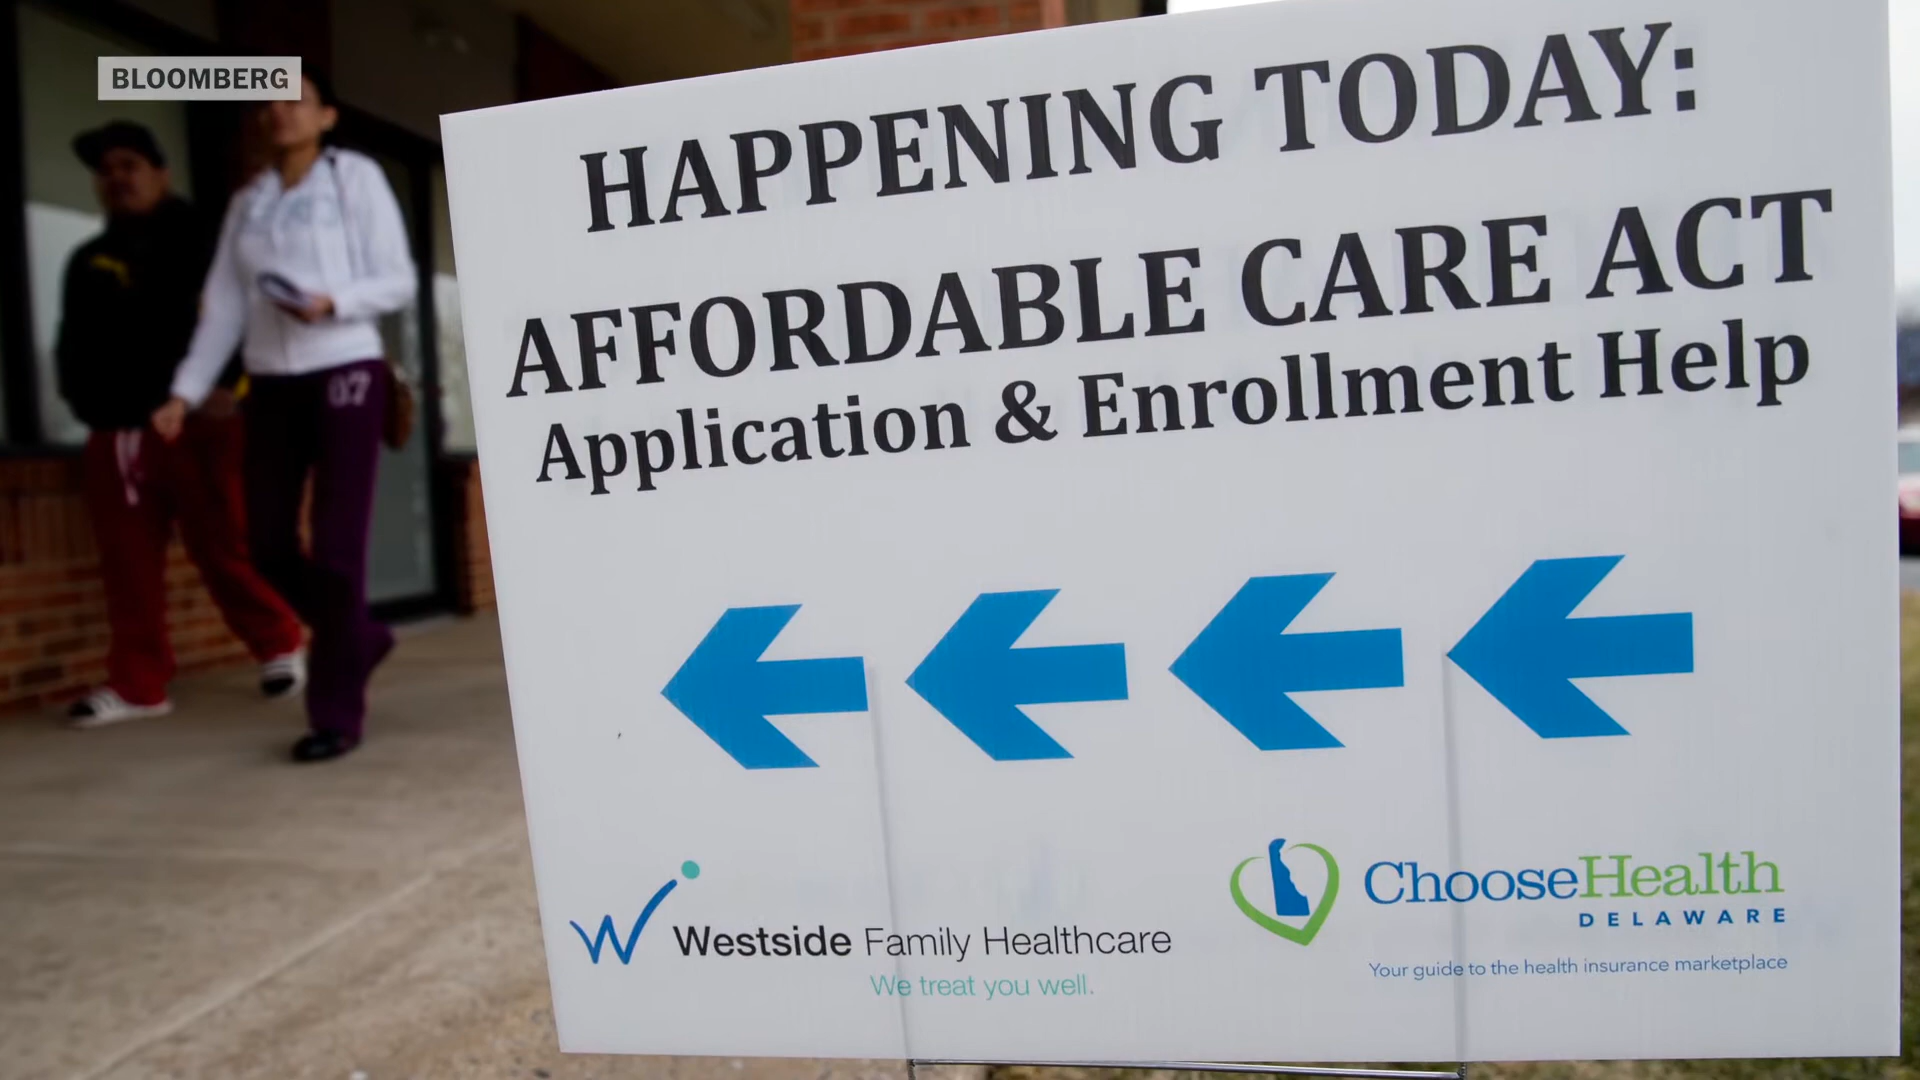 BLOOMBERG
HAPPENING TODAY:
AFFORDABLE CARE ACT
Application & Enrollment Help
Westside Family Healthcare
We treat you well.
ChooseHealth
DELAWARE
Your guide to the health insurance marketplace
07